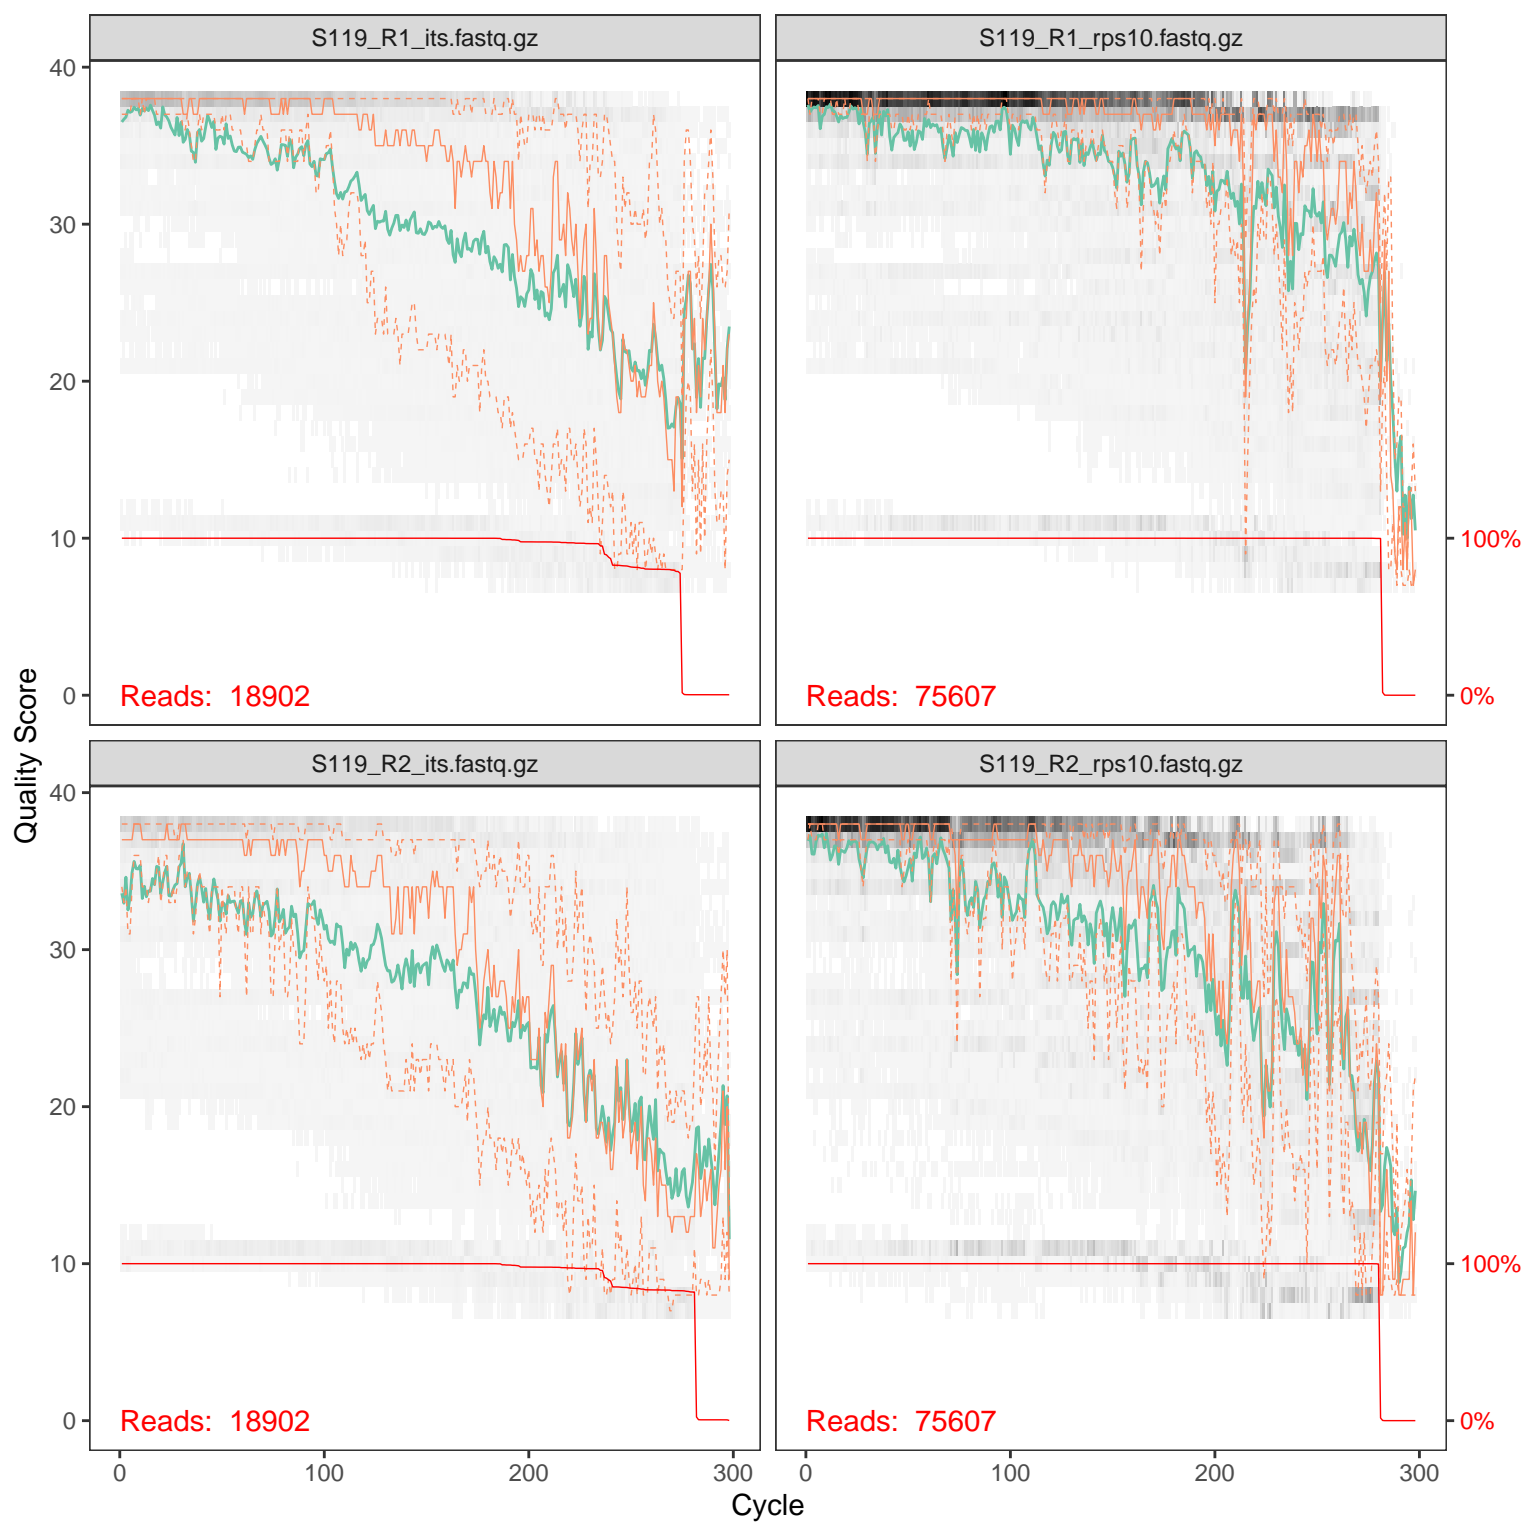 S119_R1_its.fastq.gz
S119_R1_rps10.fastq.gz
40
30
20
10
0
Reads: 18902
Reads: 75607
100%
0%
Quality Score
S119_R2_its.fastq.gz
S119_R2_rps10.fastq.gz
40
30
20
10
0
Reads: 18902
Reads: 75607
100%
0%
0 100 200 300
0 100 200 300
Cycle